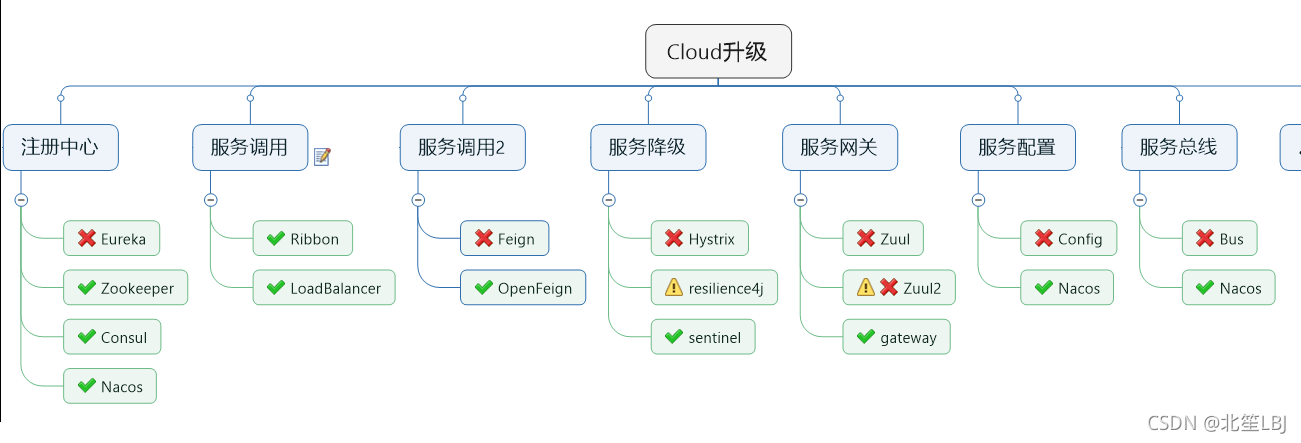 Cloud升级
注册中心
服务调用
服务调用2
服务降级
服务网关
服务配置
服务总线
Eureka
Ribbon
Feign
Hystrix
Zuul
Config
Bus
Zookeeper
LoadBalancer
OpenFeign
resilience4j
Zuul2
Nacos
Nacos
Consul
sentinel
gateway
Nacos
CSDN @北笙LBJ